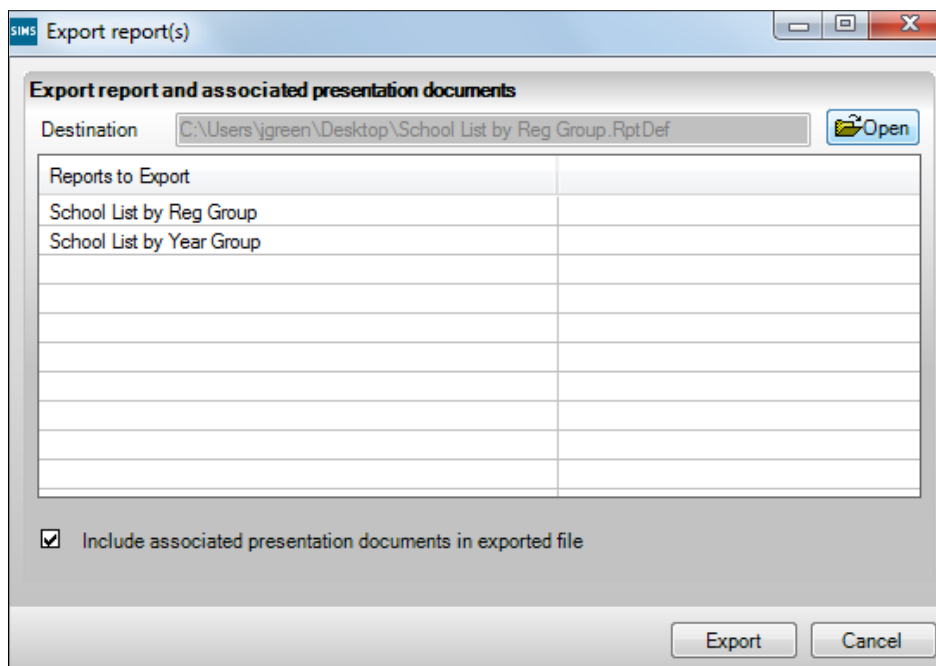 SIMS Export report(s)
Export report and associated presentation documents
Destination C:\Users\jgreen\Desktop\School List by Reg Group.RptDef Open
Reports to Export
School List by Reg Group
School List by Year Group
Include associated presentation documents in exported file
Export Cancel